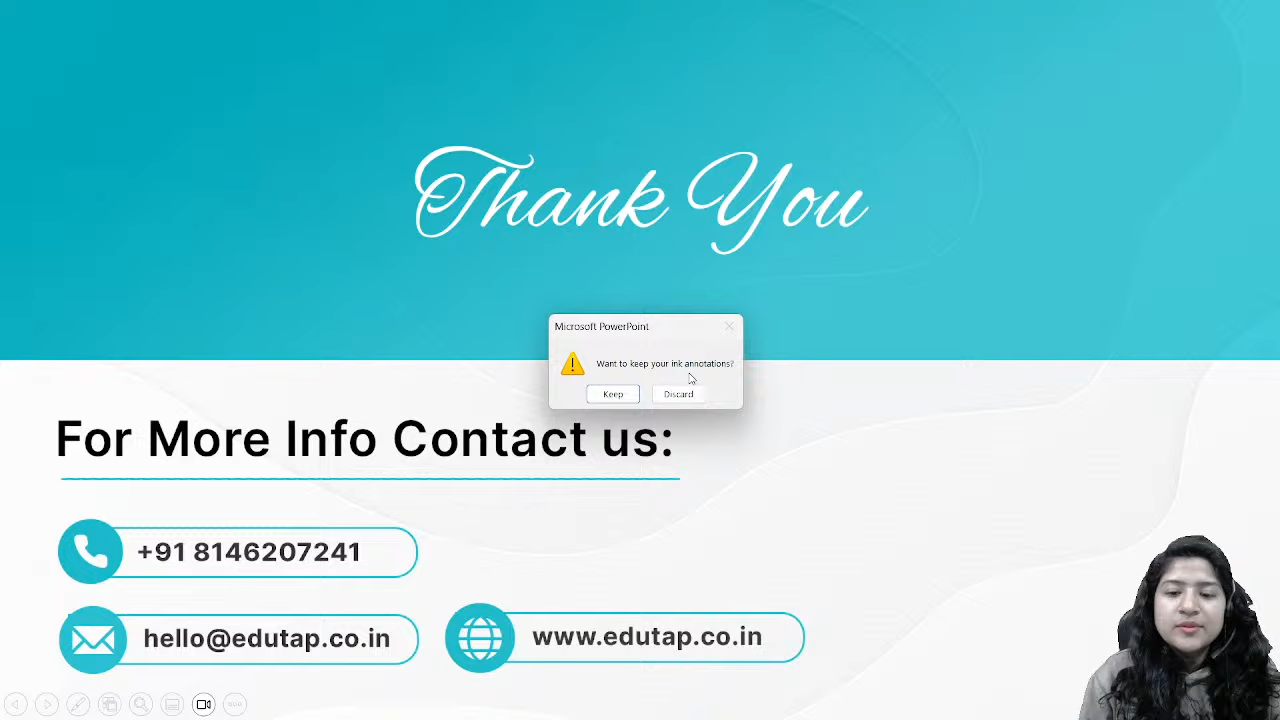 Thank You
Microsoft PowerPoint
Want to keep your ink annotations?
Keep
Discard
For More Info Contact us:
+91 8146207241
hello@edutap.co.in
www.edutap.co.in